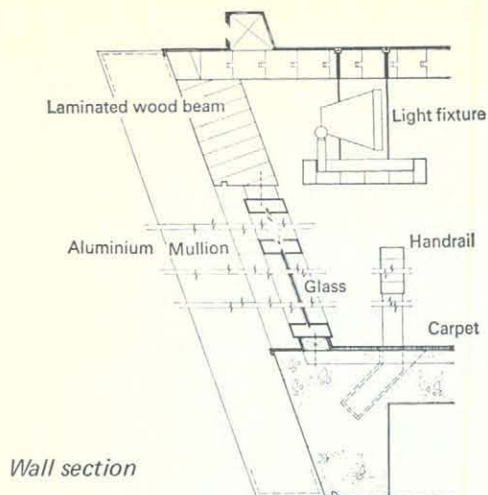 Laminated wood beam
Light fixture
Aluminium Mullion
Handrail
Glass
Carpet
Wall section